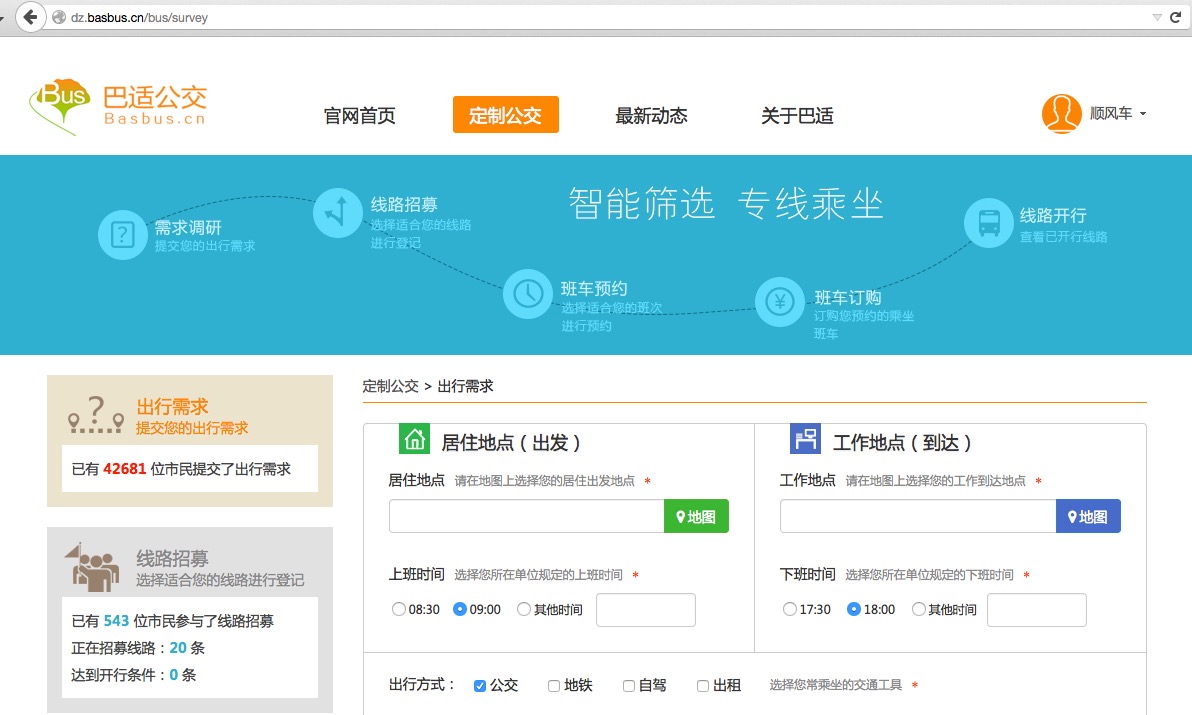 dz.basbus.cn/bus/survey
Bus
巴适公交
Basbus.cn
官网首页
定制公交
最新动态
关于巴适
顺风车
智能筛选 专线乘坐
?
需求调研
提交您的出行需求
线路招募
选择适合您的线路
进行登记
班车预约
选择适合您的班次
进行预约
¥
班车订购
订购您预约的乘坐
班车
线路开行
查看已开行线路
?
出行需求
提交您的出行需求
已有 42681 位市民提交了出行需求
线路招募
选择适合您的线路进行登记
已有 543 位市民参与了线路招募
正在招募线路：20 条
达到开行条件：0 条
定制公交 > 出行需求
居住地点（出发）
居住地点 请在地图上选择您的居住出发地点 *
地图
上班时间 选择您所在单位规定的上班时间 *
08:30 09:00 其他时间
工作地点（到达）
工作地点 请在地图上选择您的工作到达地点 *
地图
下班时间 选择您所在单位规定的下班时间 *
17:30 18:00 其他时间
出行方式： 公交 地铁 自驾 出租 选择您常乘坐的交通工具 *